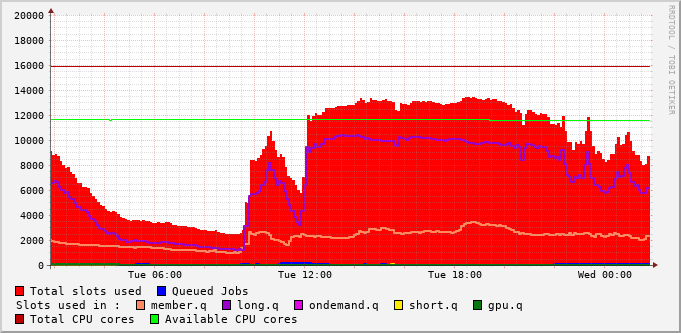 20000
18000
16000
14000
12000
10000
8000
6000
4000
2000
0
Tue 06:00 Tue 12:00 Tue 18:00 Wed 00:00
RRDTOOL / TOBI OETIKER
Total slots used Queued Jobs
Slots used in : member.q long.q ondemand.q short.q gpu.q
Total CPU cores Available CPU cores